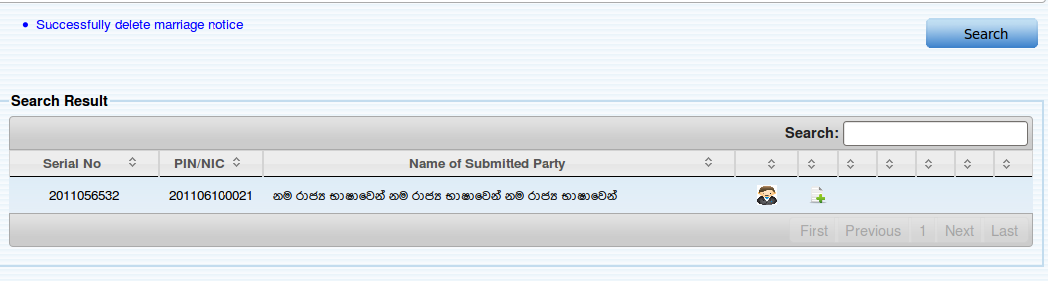 Successfully delete marriage notice
Search
Search Result
Search:
Serial No PIN/NIC Name of Submitted Party
2011056532 201106100021 නම රාජ්‍ය භාෂාවෙන් නම රාජ්‍ය භාෂාවෙන් නම රාජ්‍ය භාෂාවෙන්
First Previous 1 Next Last